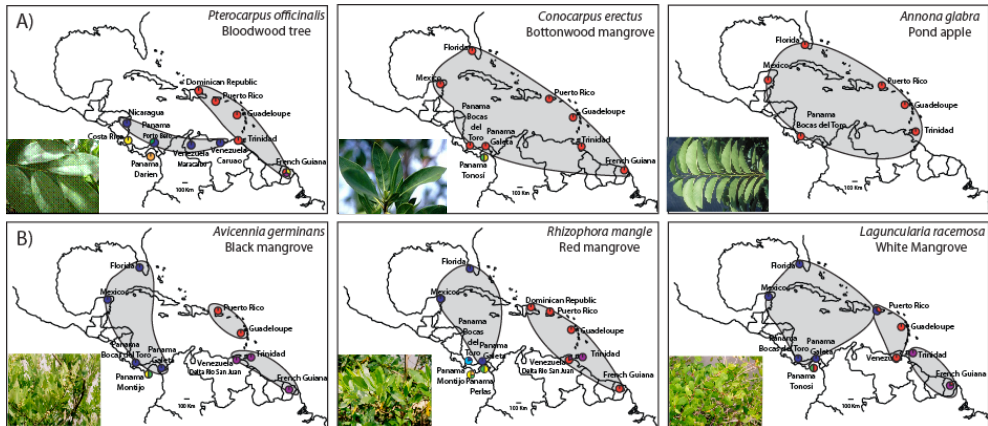 A)
Pterocarpus officinalis
Bloodwood tree
Dominican Republic
Puerto Rico
Guadeloupe
Nicaragua
Panama
Porto Belo
Costa Rica
Trinidad
Panama
Darien
Venezuela
Maracaibo
Venezuela
Caruao
French Guiana
100 Km
Conocarpus erectus
Bottonwood mangrove
Florida
Mexico
Puerto Rico
Guadeloupe
Panama
Bocas
del
Toro
Panama
Galeta
Panama
Tonosí
Trinidad
French Guiana
103 Km
Annona glabra
Pond apple
Florida
Mexico
Puerto Rico
Guadeloupe
Panama
Bocas del Toro
Trinidad
103 Km
B)
Avicennia germinans
Black mangrove
Florida
Mexico
Puerto Rico
Guadeloupe
Panama
Bocas del Toro
Panama
Galeta
Panama
Montijo
Trinidad
Venezuela
Delta Rio San Juan
French Guiana
100 Km
Rhizophora mangle
Red mangrove
Florida
Mexico
Dominican Republic
Puerto Rico
Guadeloupe
Panama
Bocas
del
Toro
Panama
Galeta
Panama
Montijo
Panama
Perlas
Venezuela
Delta Rio San Juan
Trinidad
French Guiana
103 Km
Laguncularia racemosa
White Mangrove
Florida
Mexico
Puerto Rico
Guadeloupe
Panama
Bocas del Toro
Panama
Galeta
Panama
Tonosi
Venezuela
Trinidad
French Guiana
100 Km